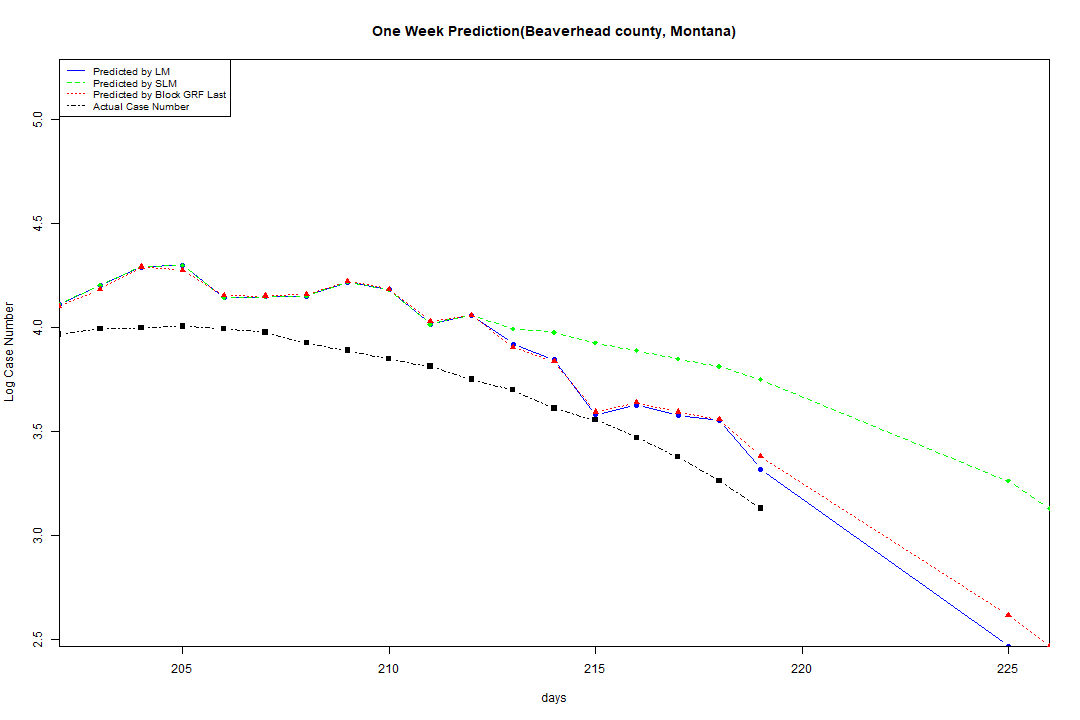 One Week Prediction(Beaverhead county, Montana)
Predicted by LM
Predicted by SLM
Predicted by Block GRF Last
Actual Case Number
5.0
4.5
4.0
3.5
3.0
2.5
Log Case Number
205 210 215 220 225
days